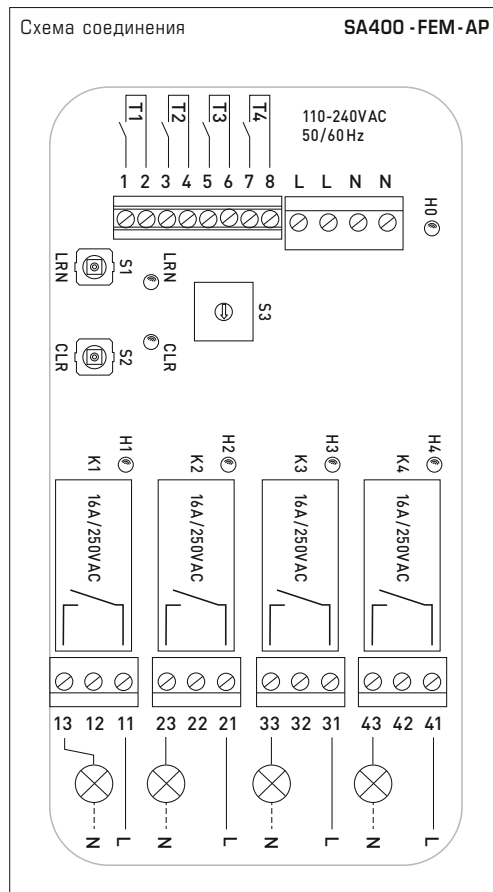 Схема соединения SA400 -FEM-AP
T1 T2 T3 T4
110-240VAC
50/60Hz
1 2 3 4 5 6 7 8 L L N N
H0
LRN S1 LRN
S3
CLR S2 CLR
K1 H1 K2 H2 K3 H3 K4 H4
16A/250VAC 16A/250VAC 16A/250VAC 16A/250VAC
13 12 11 23 22 21 33 32 31 43 42 41
N L N L N L N L